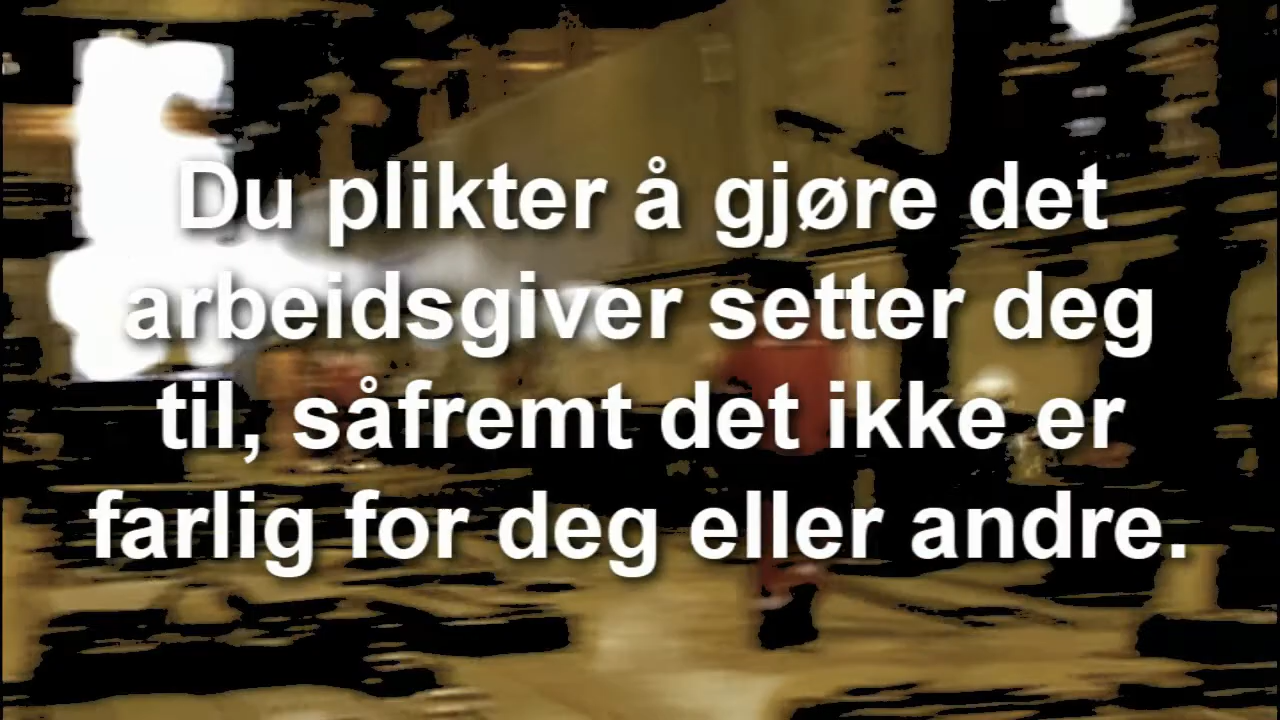 Du plikter å gjøre det
arbeidsgiver setter deg
til, såfremt det ikke er
farlig for deg eller andre.